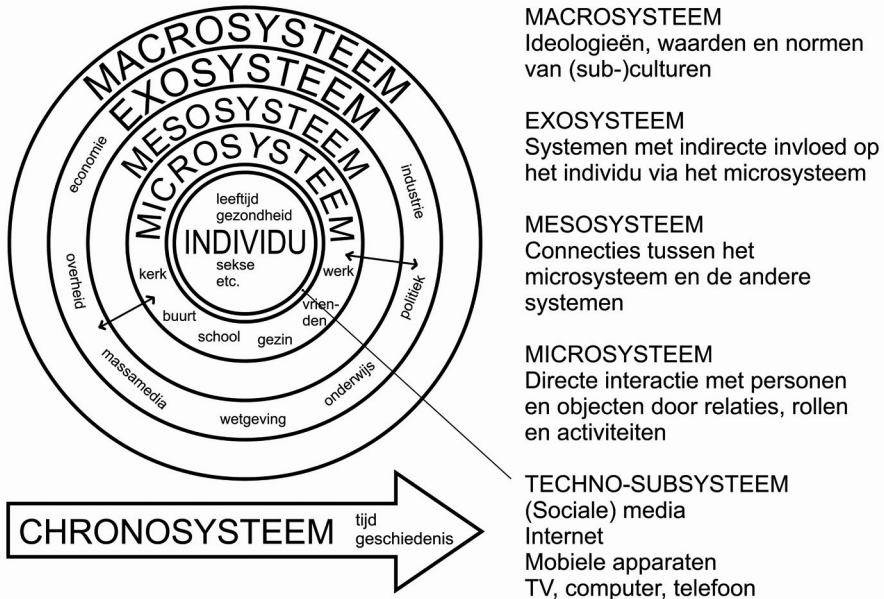 MACROSYSTEEM
EXOSYSTEEM
MESOSYSTEEM
MICROSYSTEEM
economie
industrie
overheid
politiek
massamedia
onderwijs
wetgeving
leeftijd
gezondheid
INDIVIDU
sekse
etc.
kerk
werk
buurt
vrien-
den
school
gezin
CHRONOSYSTEEM
tijd
geschiedenis
MACROSYSTEEM
Ideologieën, waarden en normen
van (sub-)culturen
EXOSYSTEEM
Systemen met indirecte invloed op
het individu via het microsysteem
MESOSYSTEEM
Connecties tussen het
microsysteem en de andere
systemen
MICROSYSTEEM
Directe interactie met personen
en objecten door relaties, rollen
en activiteiten
TECHNO-SUBSYSTEEM
(Sociale) media
Internet
Mobiele apparaten
TV, computer, telefoon